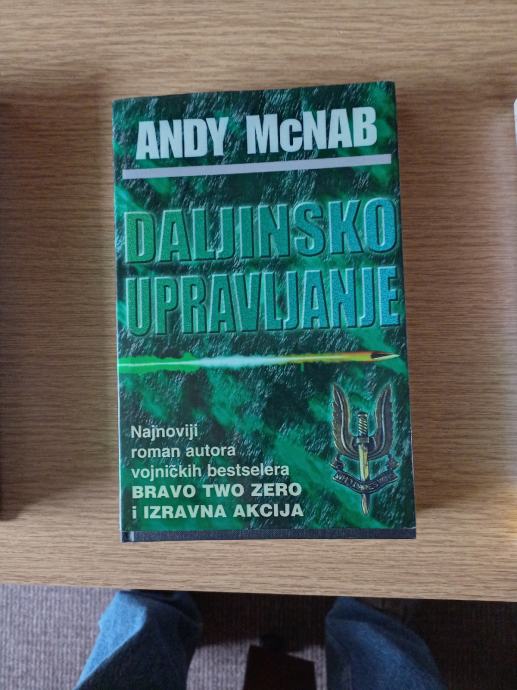 ANDY McNAB
DALJINSKO
UPRAVLJANJE
Najnoviji
roman autora
vojničkih bestselera
BRAVO TWO ZERO
i IZRAVNA AKCIJA